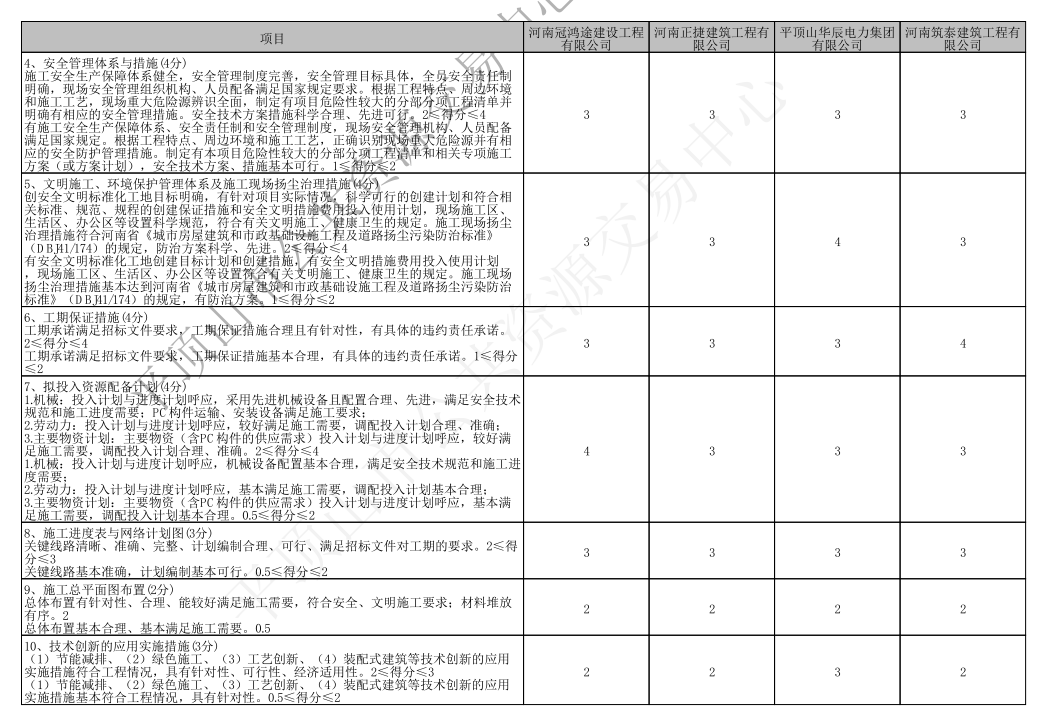 项目
河南冠鸿途建设工程有限公司
河南正捷建筑工程有限公司
平顶山华辰电力集团有限公司
河南筑泰建筑工程有限公司
4、安全管理体系与措施(4分)
施工安全生产保障体系健全，安全管理制度完善，安全管理目标具体，全员安全责任制
明确，现场安全管理组织机构、人员配备满足国家规定要求。根据工程特点、周边环境
和施工工艺，现场重大危险源辨识全面，制定有项目危险性较大的分部分项工程清单并
明确有相应的安全管理措施。安全技术方案措施科学合理、先进可行。2≤得分≤4
有施工安全生产保障体系、安全责任制和安全管理制度，现场安全管理机构、人员配备
满足国家规定。根据工程特点、周边环境和施工工艺，正确识别现场重大危险源并有相
应的安全防护管理措施。制定有本项目危险性较大的分部分项工程清单和相关专项施工
方案（或方案计划），安全技术方案、措施基本可行。1≤得分≤2
3
3
3
3
5、文明施工、环境保护管理体系及施工现场扬尘治理措施(4分)
创安全文明标准化工地目标明确，有针对项目实际情况、科学可行的创建计划和符合相
关标准、规范、规程的创建保证措施和安全文明措施费用投入使用计划，现场施工区、
生活区、办公区等设置科学规范，符合有关文明施工、健康卫生的规定。施工现场扬尘
治理措施符合河南省《城市房屋建筑和市政基础设施工程及道路扬尘污染防治标准》
（DBJ41/174）的规定，防治方案科学、先进。2≤得分≤4
有安全文明标准化工地创建目标计划和创建措施，有安全文明措施费用投入使用计划
，现场施工区、生活区、办公区等设置符合有关文明施工、健康卫生的规定。施工现场
扬尘治理措施基本达到河南省《城市房屋建筑和市政基础设施工程及道路扬尘污染防治
标准》（DBJ41/174）的规定，有防治方案。1≤得分≤2
3
3
4
3
6、工期保证措施(4分)
工期承诺满足招标文件要求，工期保证措施合理且有针对性，有具体的违约责任承诺。
2≤得分≤4
工期承诺满足招标文件要求，工期保证措施基本合理，有具体的违约责任承诺。1≤得分
≤2
3
3
3
4
7、拟投入资源配备计划(4分)
1.机械：投入计划与进度计划呼应，采用先进机械设备且配置合理、先进，满足安全技术
规范和施工进度需要；PC构件运输、安装设备满足施工要求；
2.劳动力：投入计划与进度计划呼应，较好满足施工需要，调配投入计划合理、准确；
3.主要物资计划：主要物资（含PC构件的供应需求）投入计划与进度计划呼应，较好满
足施工需要，调配投入计划合理、准确。2≤得分≤4
1.机械：投入计划与进度计划呼应，机械设备配置基本合理，满足安全技术规范和施工进
度需要；
2.劳动力：投入计划与进度计划呼应，基本满足施工需要，调配投入计划基本合理；
3.主要物资计划：主要物资（含PC构件的供应需求）投入计划与进度计划呼应，基本满
足施工需要，调配投入计划基本合理。0.5≤得分≤2
4
3
3
3
8、施工进度表与网络计划图(3分)
关键线路清晰、准确、完整、计划编制合理、可行、满足招标文件对工期的要求。2≤得
分≤3
关键线路基本准确，计划编制基本可行。0.5≤得分≤2
3
3
3
3
9、施工总平面图布置(2分)
总体布置有针对性、合理、能较好满足施工需要，符合安全、文明施工要求；材料堆放
有序。2
总体布置基本合理、基本满足施工需要。0.5
2
2
2
2
10、技术创新的应用实施措施(3分)
（1）节能减排、（2）绿色施工、（3）工艺创新、（4）装配式建筑等技术创新的应用
实施措施符合工程情况，具有针对性、可行性、经济适用性。2≤得分≤3
（1）节能减排、（2）绿色施工、（3）工艺创新、（4）装配式建筑等技术创新的应用
实施措施基本符合工程情况，具有针对性。0.5≤得分≤2
2
2
3
2
平顶山市公共资源交易中心
平顶山市公共资源交易中心